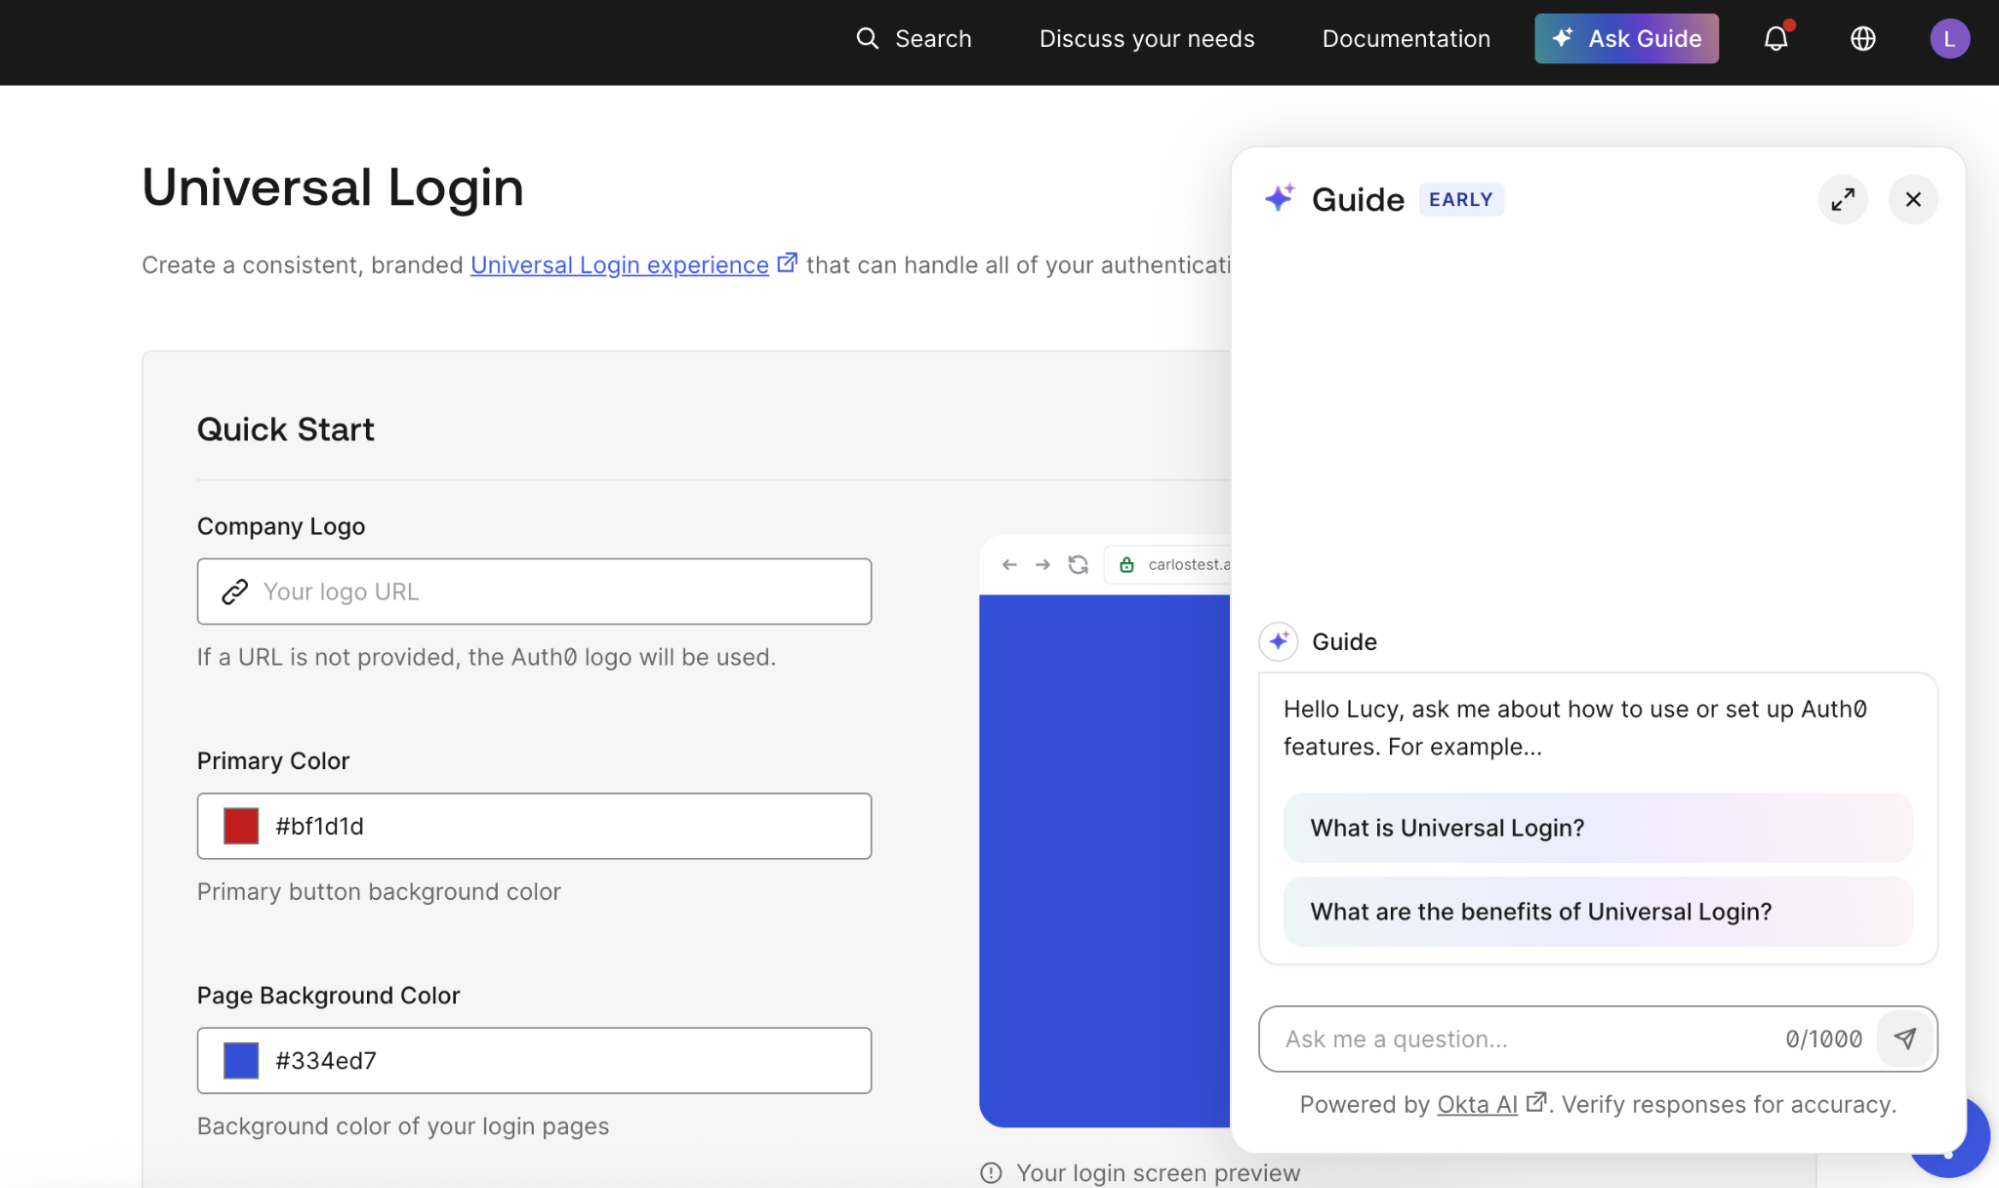 Search
Discuss your needs
Documentation
Ask Guide
L
Universal Login
Create a consistent, branded Universal Login experience that can handle all of your
Quick Start
Company Logo
Your logo URL
If a URL is not provided, the Auth0 logo will be used.
Primary Color
#bf1d1d
Primary button background color
Page Background Color
#334ed7
Background color of your login pages
carlostest.a
Your login screen preview
Guide EARLY
Guide
Hello Lucy, ask me about how to use or set up Auth0
features. For example...
What is Universal Login?
What are the benefits of Universal Login?
Ask me a question...
0/1000
Powered by Okta AI. Verify responses for accuracy.